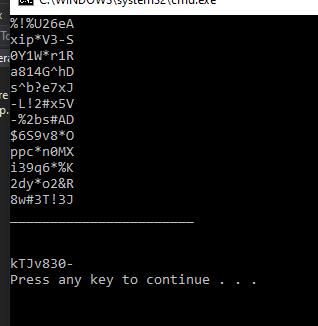 C:\WINDOWS\system32\cmd.exe
%!%U26eA
xip*V3-S
0Y1W*r1R
a814G^hD
s^b?e7xJ
-L!2#x5V
-%2bs#AD
$6S9v8*O
ppc*n0MX
i39q6*%K
2dy*o2&R
8w#3T!3J
_______________________
kTJv830-
Press any key to continue . . .